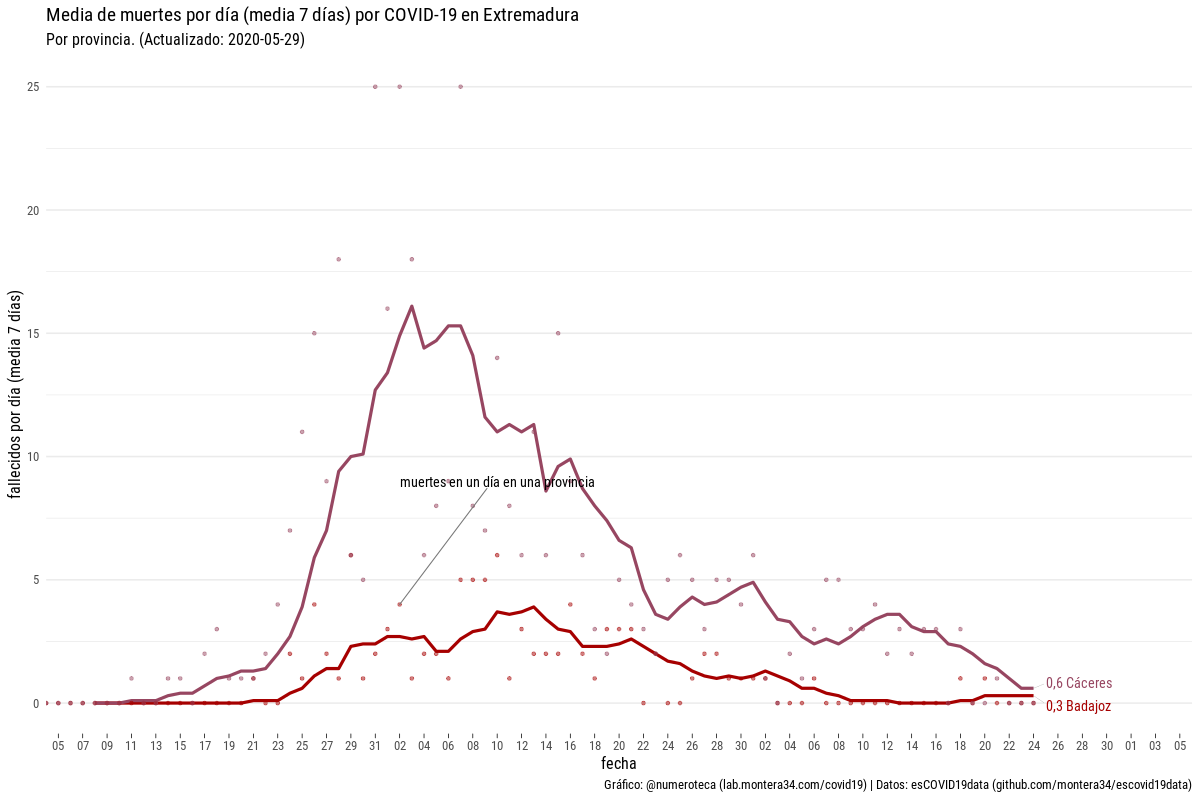 Media de muertes por día (media 7 días) por COVID-19 en Extremadura
Por provincia. (Actualizado: 2020-05-29)
fallecidos por día (media 7 días)
25
20
15
10
5
0
muertes en un día en una provincia
0,6 Cáceres
0,3 Badajoz
05 07 09 11 13 15 17 19 21 23 25 27 29 31 02 04 06 08 10 12 14 16 18 20 22 24 26 28 30 02 04 06 08 10 12 14 16 18 20 22 24 26 28 30 01 03 05
fecha
Gráfico: @numeroteca (lab.montera34.com/covid19) | Datos: esCOVID19data (github.com/montera34/escovid19data)